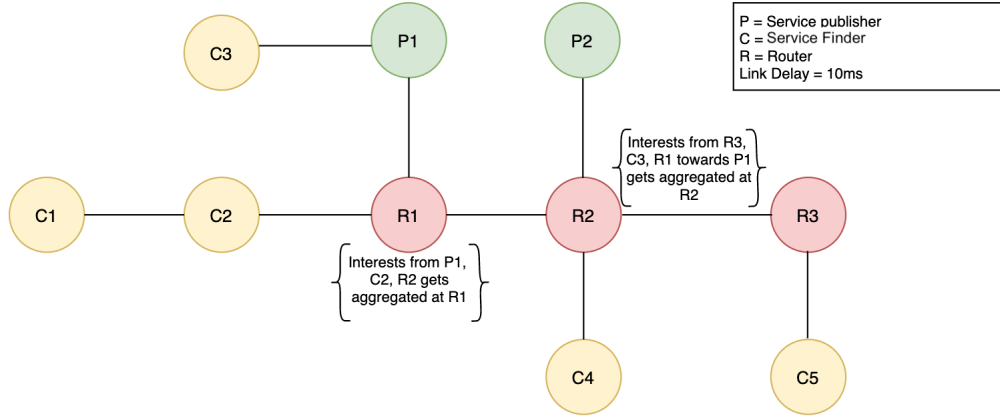 P = Service publisher
C = Service Finder
R = Router
Link Delay = 10ms
C3
P1
P2
Interests from R3,
C3, R1 towards P1
gets aggregated at
R2
C1
C2
R1
R2
R3
Interests from P1,
C2, R2 gets
aggregated at R1
C4
C5